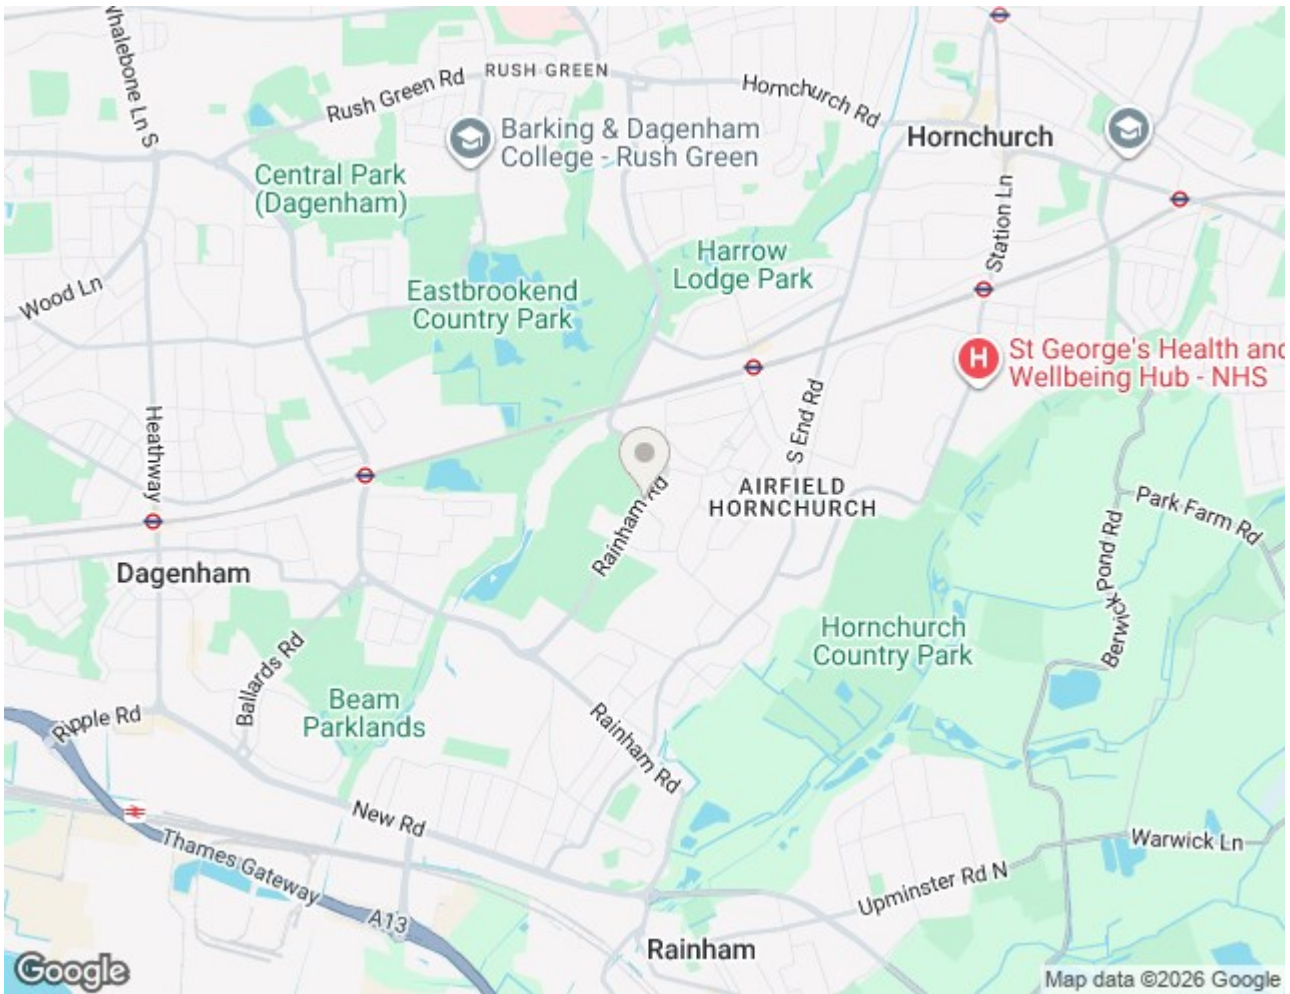 Whalebone Ln S
Rush Green Rd
RUSH GREEN
Hornchurch Rd
Barking & Dagenham
College - Rush Green
Hornchurch
Central Park
(Dagenham)
Station Ln
Harrow
Lodge Park
Wood Ln
Eastbrookend
Country Park
St George's Health and
Wellbeing Hub - NHS
Heathway
S End Rd
Rainham Rd
AIRFIELD
HORNCHURCH
Park Farm Rd
Berwick Pond Rd
Dagenham
Hornchurch
Country Park
Ballards Rd
Beam
Parklands
Ripple Rd
Rainham Rd
New Rd
Warwick Ln
Thames Gateway
A13
Upminster Rd N
Rainham
Google
Map data ©2026 Google